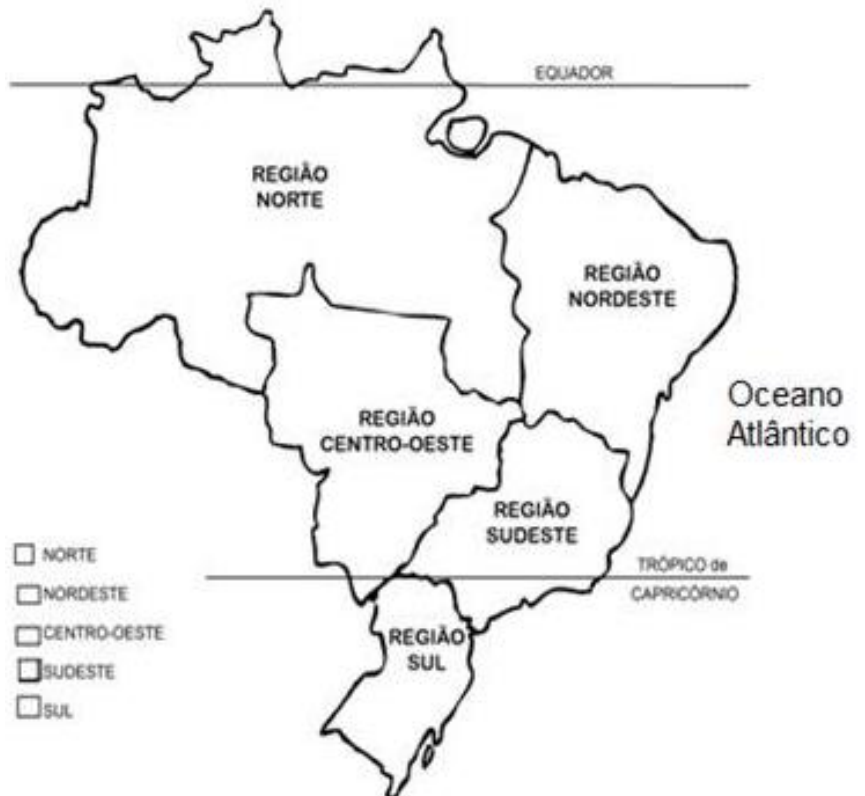 EQUADOR
REGIÃO
NORTE
REGIÃO
NORDESTE
Oceano
Atlântico
REGIÃO
CENTRO-OESTE
REGIÃO
SUDESTE
TRÓPICO de
CAPRICÓRNIO
REGIÃO
SUL
NORTE
NORDESTE
CENTRO-OESTE
SUDESTE
SUL